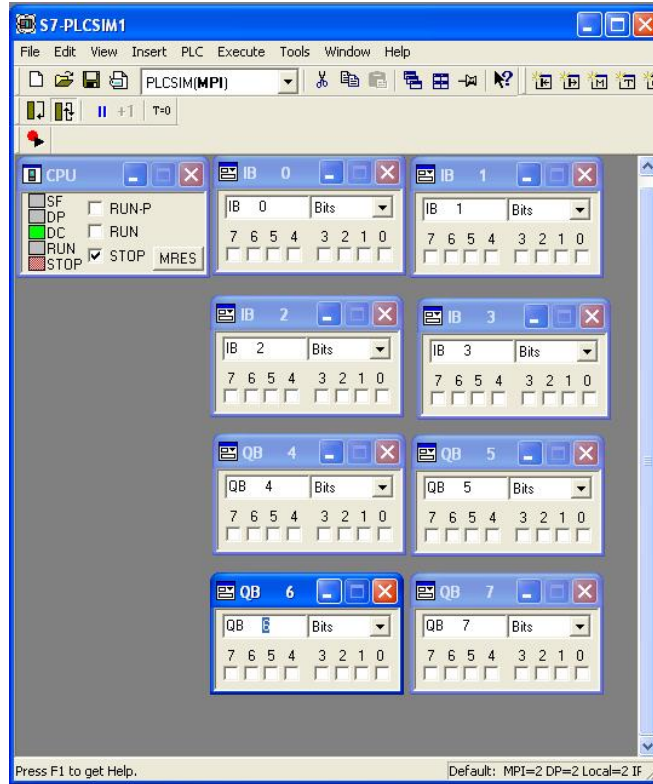 S7-PLCSIM1
File Edit View Insert PLC Execute Tools Window Help
PLCSIM(MPI)
+1 T=0
CPU
SF
DP
DC
RUN
STOP
RUN-P
RUN
STOP
MRES
IB 0
IB 0 Bits
7 6 5 4 3 2 1 0
IB 1
IB 1 Bits
7 6 5 4 3 2 1 0
IB 2
IB 2 Bits
7 6 5 4 3 2 1 0
IB 3
IB 3 Bits
7 6 5 4 3 2 1 0
QB 4
QB 4 Bits
7 6 5 4 3 2 1 0
QB 5
QB 5 Bits
7 6 5 4 3 2 1 0
QB 6
QB 6 Bits
7 6 5 4 3 2 1 0
QB 7
QB 7 Bits
7 6 5 4 3 2 1 0
Press F1 to get Help.
Default: MPI=2 DP=2 Local=2